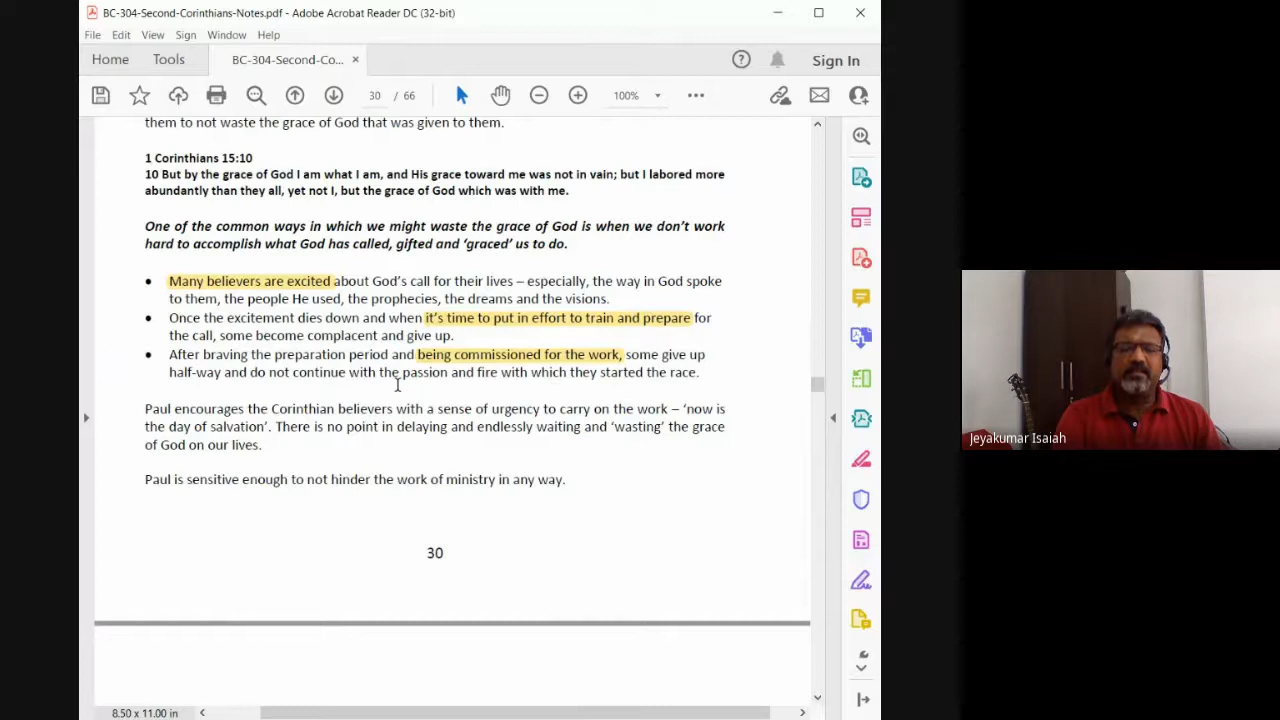 BC-304-Second-Corinthians-Notes.pdf - Adobe Acrobat Reader DC (32-bit)
File Edit View Sign Window Help
Home Tools BC-304-Second-Co... × Sign In
30 / 66 100%
them to not waste the grace of God that was given to them.
1 Corinthians 15:10
10 But by the grace of God I am what I am, and His grace toward me was not in vain; but I labored more
abundantly than they all, yet not I, but the grace of God which was with me.
One of the common ways in which we might waste the grace of God is when we don’t work
hard to accomplish what God has called, gifted and ‘graced’ us to do.
• Many believers are excited about God’s call for their lives – especially, the way in God spoke
to them, the people He used, the prophecies, the dreams and the visions.
• Once the excitement dies down and when it’s time to put in effort to train and prepare for
the call, some become complacent and give up.
• After braving the preparation period and being commissioned for the work, some give up
half-way and do not continue with the passion and fire with which they started the race.
Paul encourages the Corinthian believers with a sense of urgency to carry on the work – ‘now is
the day of salvation’. There is no point in delaying and endlessly waiting and ‘wasting’ the grace
of God on our lives.
Paul is sensitive enough to not hinder the work of ministry in any way.
30
8.50 x 11.00 in
Jeyakumar Isaiah